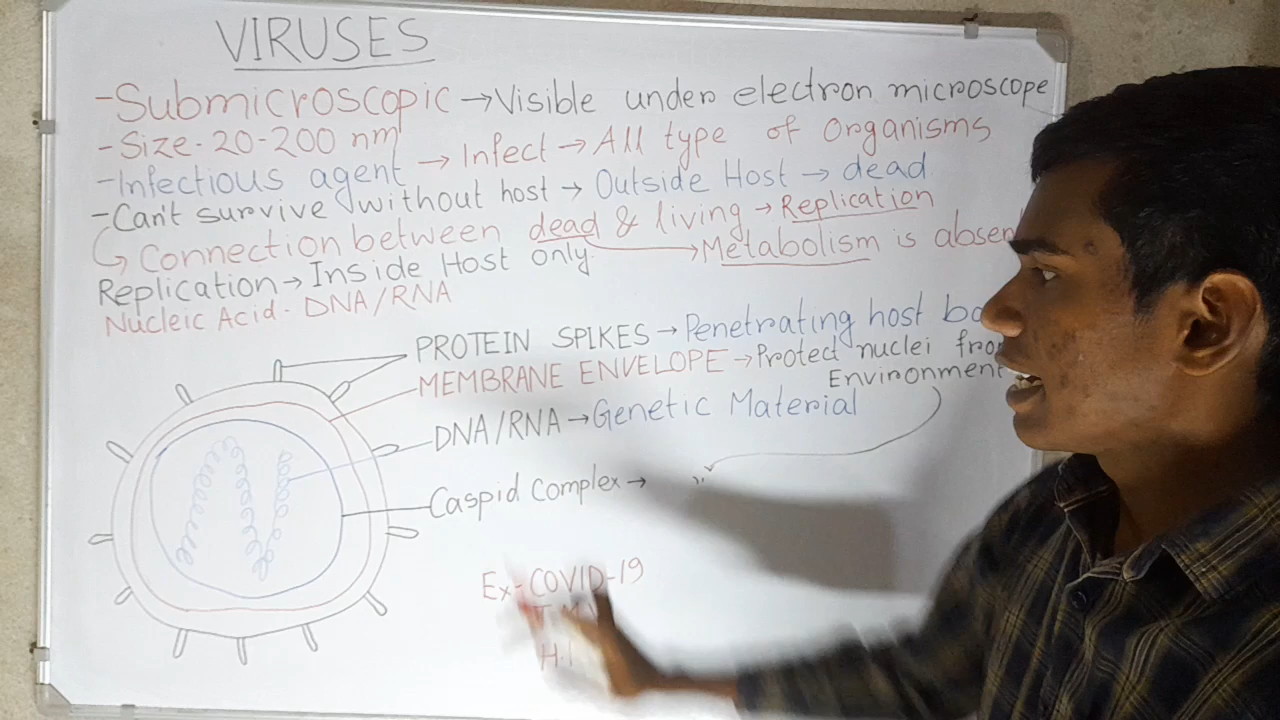 VIRUSES
-Submicroscopic → Visible under electron microscope
-Size - 20-200 nm
-Infectious agent → Infect → All type of organisms
-Can't survive without host → Outside Host → dead
↳ Connection between dead & living → Replication
→ Metabolism is absen
Replication → Inside Host only
Nucleic Acid - DNA/RNA
PROTEIN SPIKES → Penetrating host
MEMBRANE ENVELOPE → Protect nuclei
Environment
DNA/RNA → Genetic Material
Caspid Complex → "
Ex-COVID-19